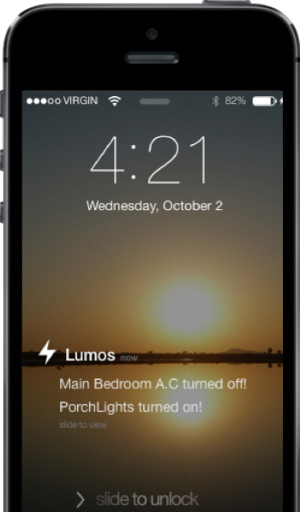 VIRGIN 82%
4:21
Wednesday, October 2
Lumos now
Main Bedroom A.C turned off!
PorchLights turned on!
slide to view
slide to unlock